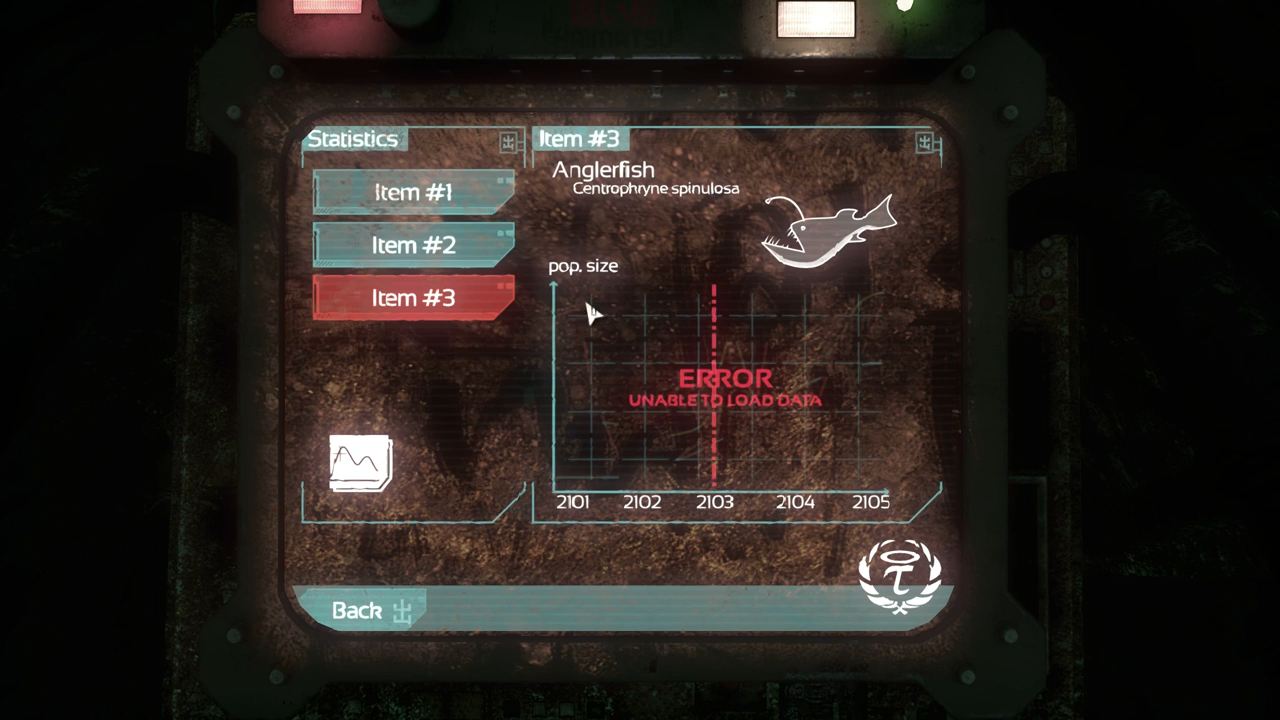 Statistics
Item #1
Item #2
Item #3
Item #3
Anglerfish
Centrophryne spinulosa
pop. size
ERROR
UNABLE TO LOAD DATA
2101 2102 2103 2104 2105
Back 出
τ